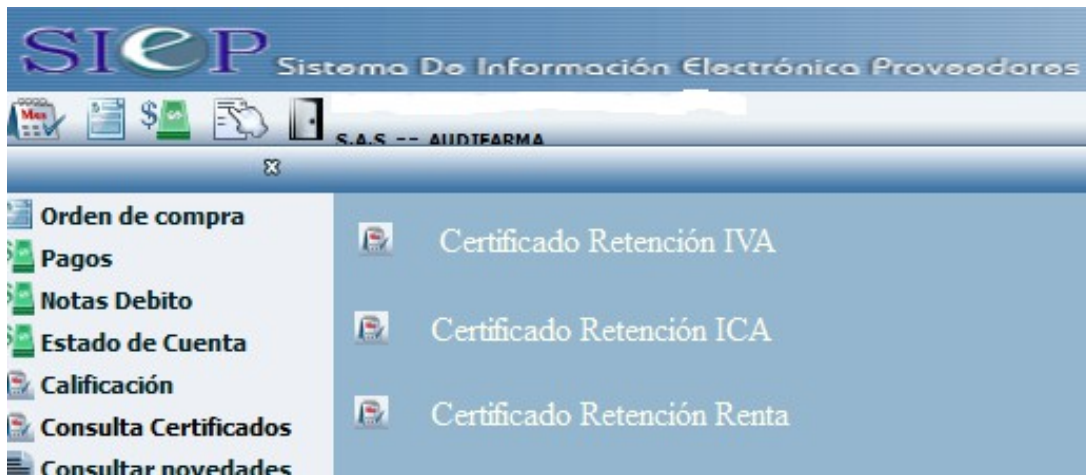 SIeP Sistema De Información Electrónica Proveedores
Mes
S.A.S -- AUDIFARMA
Orden de compra
Pagos
Notas Debito
Estado de Cuenta
Calificación
Consulta Certificados
Consultar novedades
Certificado Retención IVA
Certificado Retención ICA
Certificado Retención Renta